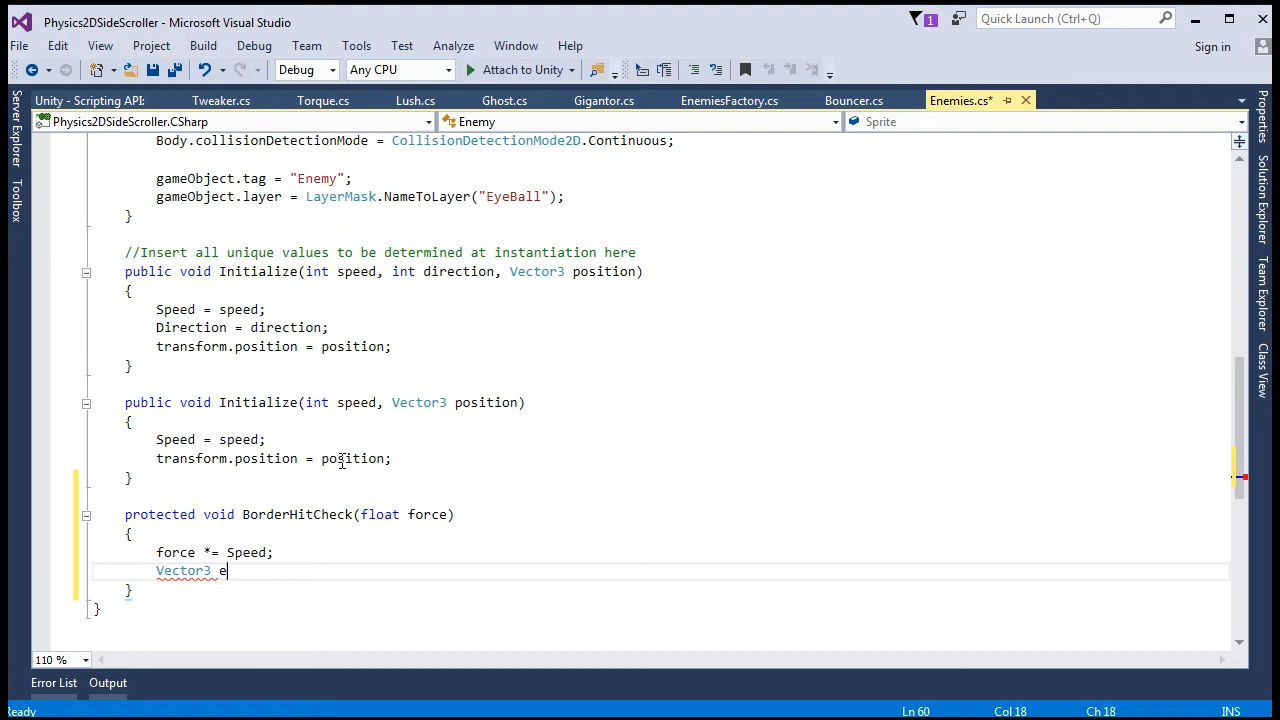 Physics2DSideScroller - Microsoft Visual Studio
1
Quick Launch (Ctrl+Q)
File Edit View Project Build Debug Team Tools Test Analyze Window Help
Sign in
Debug Any CPU Attach to Unity
Unity - Scripting API: Tweaker.cs Torque.cs Lush.cs Ghost.cs Gigantor.cs EnemiesFactory.cs Bouncer.cs Enemies.cs*
Physics2DSideScroller.CSharp Enemy Sprite
Server Explorer
Toolbox
Properties
Solution Explorer
Team Explorer
Class View
Body.collisionDetectionMode = CollisionDetectionMode2D.Continuous;
gameObject.tag = "Enemy";
gameObject.layer = LayerMask.NameToLayer("EyeBall");
}
//Insert all unique values to be determined at instantiation here
public void Initialize(int speed, int direction, Vector3 position)
{
Speed = speed;
Direction = direction;
transform.position = position;
}
public void Initialize(int speed, Vector3 position)
{
Speed = speed;
transform.position = position;
}
protected void BorderHitCheck(float force)
{
force *= Speed;
Vector3 e
}
}
110 %
Error List Output
Ready Ln 60 Col 18 Ch 18 INS